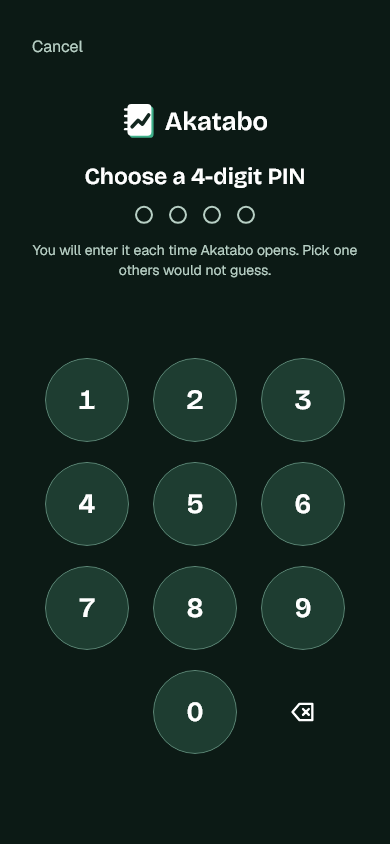 Cancel
Akatabo
Choose a 4-digit PIN
You will enter it each time Akatabo opens. Pick one
others would not guess.
1 2 3
4 5 6
7 8 9
0